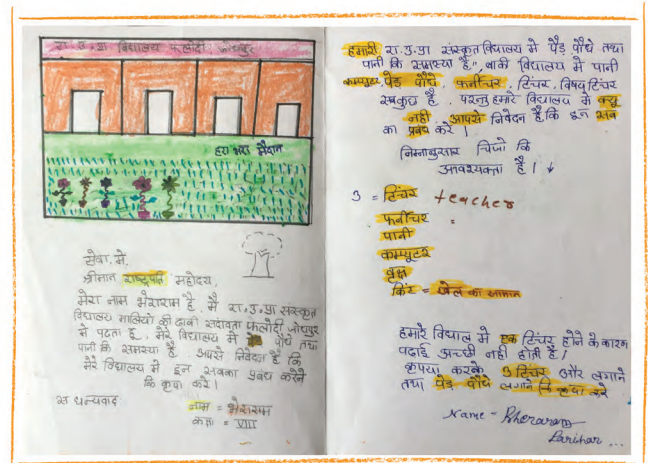 रा. उ. प्रा विद्यालय फलोदी जोधपुर
हरा भरा मैदान
सेवा मे,
श्रीमान राष्ट्रपति महोदय,
मेरा नाम भेराराम है. मै रा.उ.प्रा संस्कृत
विद्यालय मालियों की ढाणी सदावता फलोदी जोधपुर
मे पढता हू. मेरे विद्यालय मे पौधे तथा
पानी कि समस्या है. आपसे निवेदन है कि
मेरे विद्यालय मे इन सबका प्रबंध करने
कि कृपा करे।
धन्यवाद
नाम = भेराराम
कक्षा = VIII
हमारी रा.उ.प्रा संस्कृत विद्यालय मे पेड़ पौधे तथा
पानी कि समस्या है", बाकी विद्यालय मे पानी
कम्पुटर पेड पौधे, फर्नीचर, टिंचर, विषय टिंचर
सबकुछ है. परन्तु हमारे विद्यालय मे क्यू
नही आपसे निवेदन है कि इन सब
का प्रबंध करे।
निम्नानुसार चिजो कि
आवश्यक्ता है। ↓
3 = टिंचर teacher
फर्नीचर =
पानी
कम्पुटर
वृक्ष
किट = खेल का सामान
हमारे विद्याल मे एक टिंचर होने के कारण
पढाई अच्छी नही होती है।
कृपया करके 3 टिंचर और लगाने
तथा पेड पौधे लगाने कि कृपा करे
Name - Bheraram
Parihar...